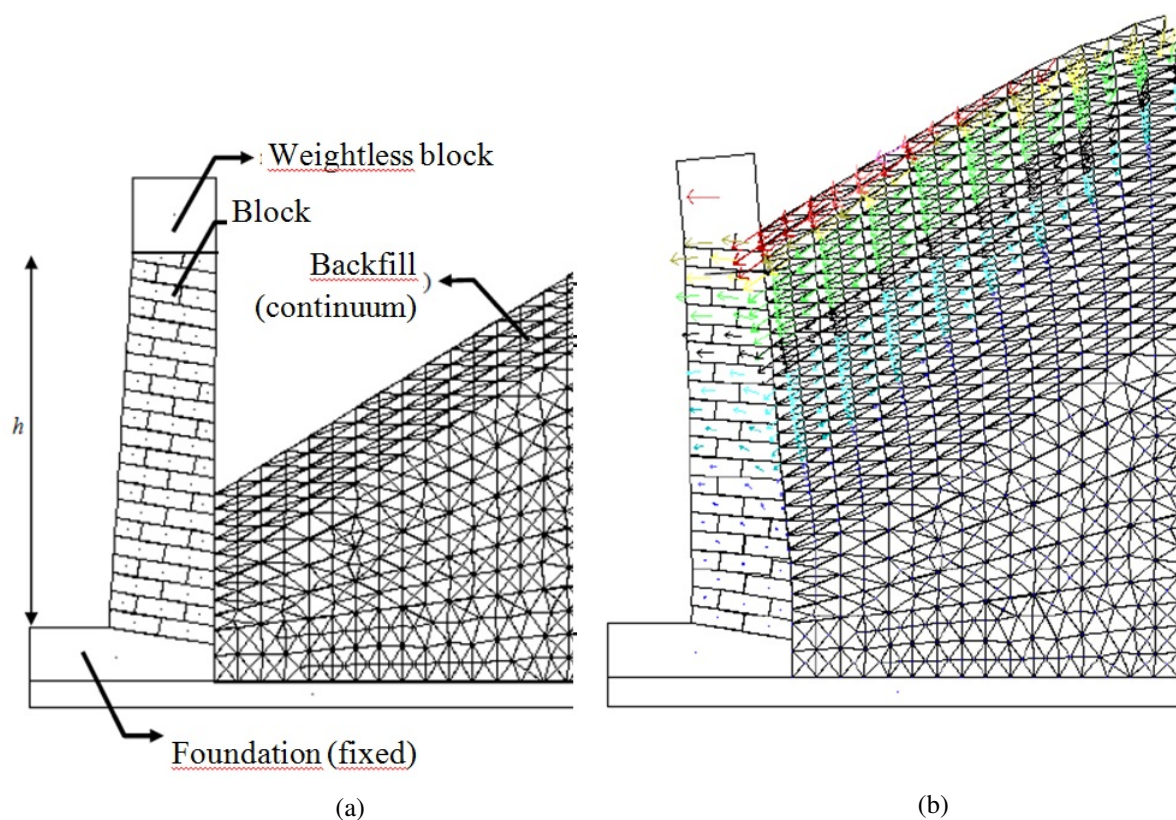 Weightless block
Block
Backfill
(continuum)
h
Foundation (fixed)
(a)
(b)